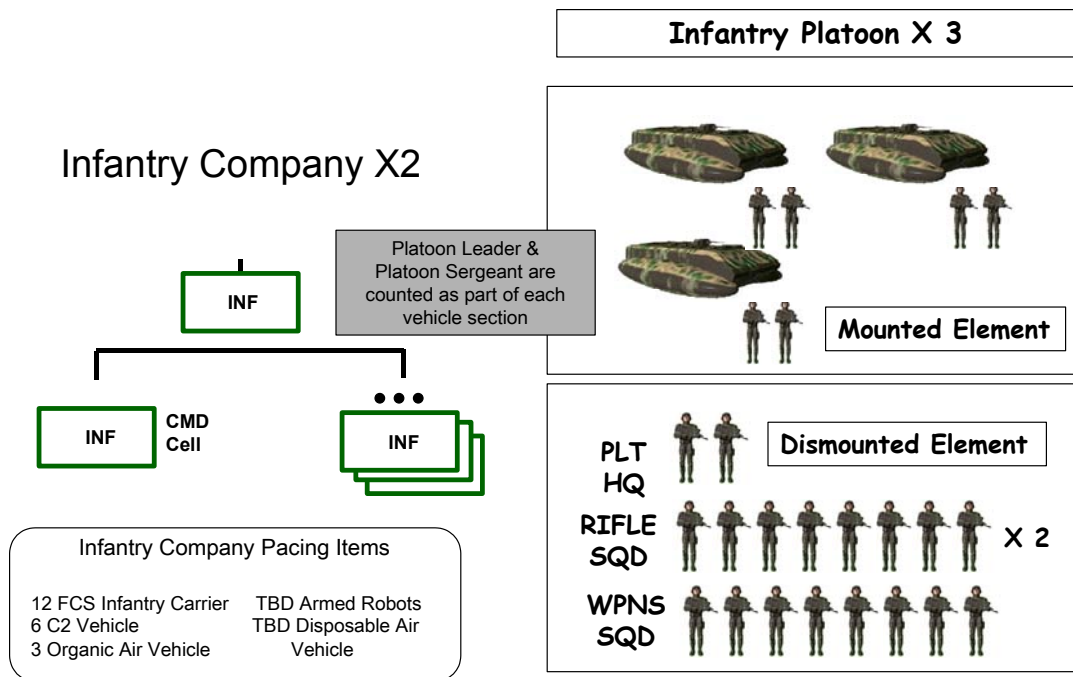 Infantry Platoon X 3
Infantry Company X2
Platoon Leader &
Platoon Sergeant are
counted as part of each
vehicle section
INF
INF
CMD
Cell
INF
Mounted Element
Dismounted Element
PLT
HQ
RIFLE
SQD
X 2
WPNS
SQD
Infantry Company Pacing Items
12 FCS Infantry Carrier TBD Armed Robots
6 C2 Vehicle TBD Disposable Air
3 Organic Air Vehicle Vehicle